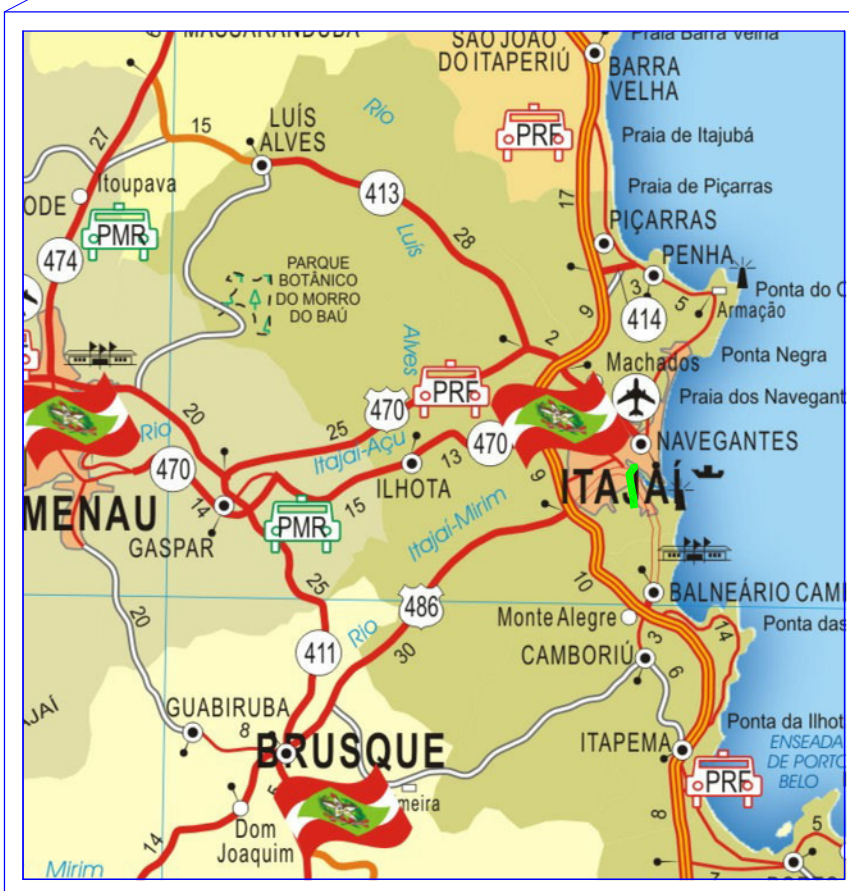 MASSARANDUBA
SÃO JOÃO
DO ITAPERIÚ
Praia Barra Velha
BARRA
VELHA
PRF
Praia de Itajubá
Rio
15
LUÍS
ALVES
27
Itoupava
ODE
PMR
474
413
17
Praia de Piçarras
PIÇARRAS
Luís
28
PENHA
PARQUE
BOTÂNICO
DO MORRO
DO BAÚ
3
5
Ponta do C
Armação
9
414
2
Alves
Machados
Ponta Negra
PRF
Praia dos Navegant
470
20
25
Rio
Itajaí-Açu
470
NAVEGANTES
470
13
ILHOTA
9
ITAJAÍ
14
15
MENAU
GASPAR
PMR
Itajaí-Mirim
25
10
BALNEÁRIO CAM
486
20
Monte Alegre
14
Ponta das
Rio
30
411
3
CAMBORIÚ
6
AJAÍ
GUABIRUBA
8
Ponta da Ilhot
BRUSQUE
ITAPEMA
ENSEADA
DE PORTO
BELO
PRF
5
meira
Dom
Joaquim
14
8
5
Mirim
7